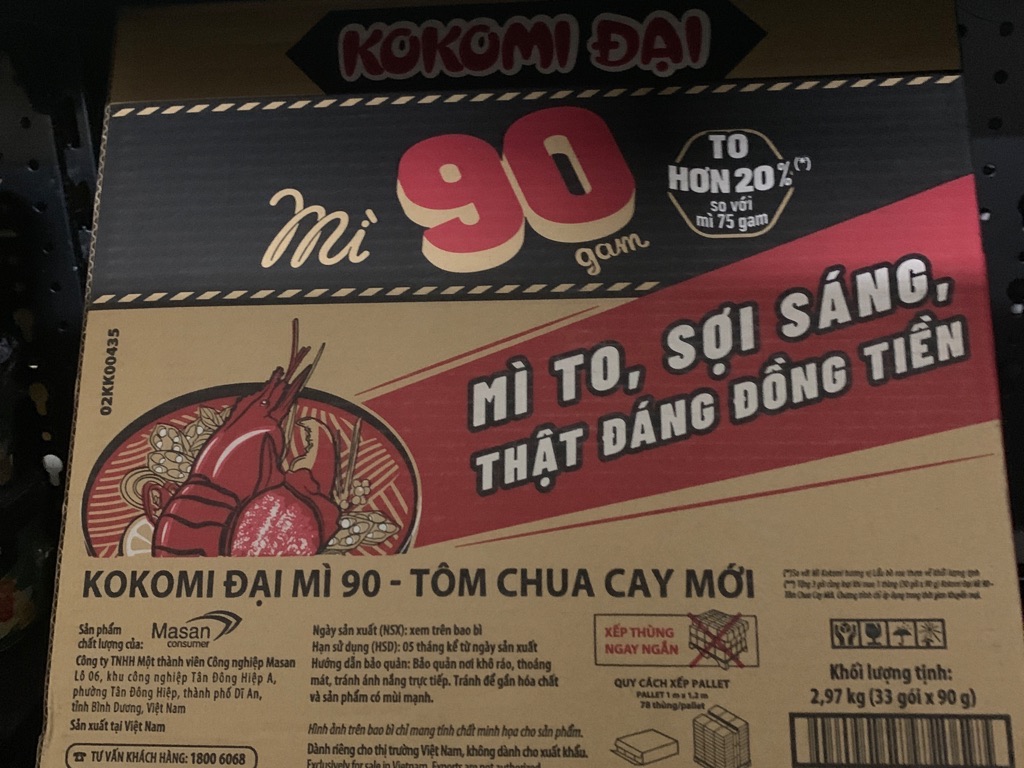 KOKOMI ĐẠI
Mì 90 gam
TO
HƠN 20%(*)
so với
mì 75 gam
MÌ TO, SỢI SÁNG,
THẬT ĐÁNG ĐỒNG TIỀN
02KK00435
KOKOMI ĐẠI MÌ 90 - TÔM CHUA CAY MỚI
Sản phẩm
chất lượng của:
Masan
consumer
Công ty TNHH Một thành viên Công nghiệp Masan
Lô 06, khu công nghiệp Tân Đông Hiệp A,
phường Tân Đông Hiệp, thành phố Dĩ An,
tỉnh Bình Dương, Việt Nam
Sản xuất tại Việt Nam
TƯ VẤN KHÁCH HÀNG: 1800 6068
Ngày sản xuất (NSX): xem trên bao bì
Hạn sử dụng (HSD): 05 tháng kể từ ngày sản xuất
Hướng dẫn bảo quản: Bảo quản nơi khô ráo, thoáng
mát, tránh ánh nắng trực tiếp. Tránh để gần hóa chất
và sản phẩm có mùi mạnh.
Hình ảnh trên bao bì chỉ mang tính chất minh họa cho sản phẩm.
Dành riêng cho thị trường Việt Nam, không dành cho xuất khẩu.
Exclusively for sale in Vietnam. Exports are not authorized.
XẾP THÙNG
NGAY NGẮN
QUY CÁCH XẾP PALLET
PALLET 1 m x 1,2 m
78 thùng/pallet
Khối lượng tịnh:
2,97 kg (33 gói x 90 g)